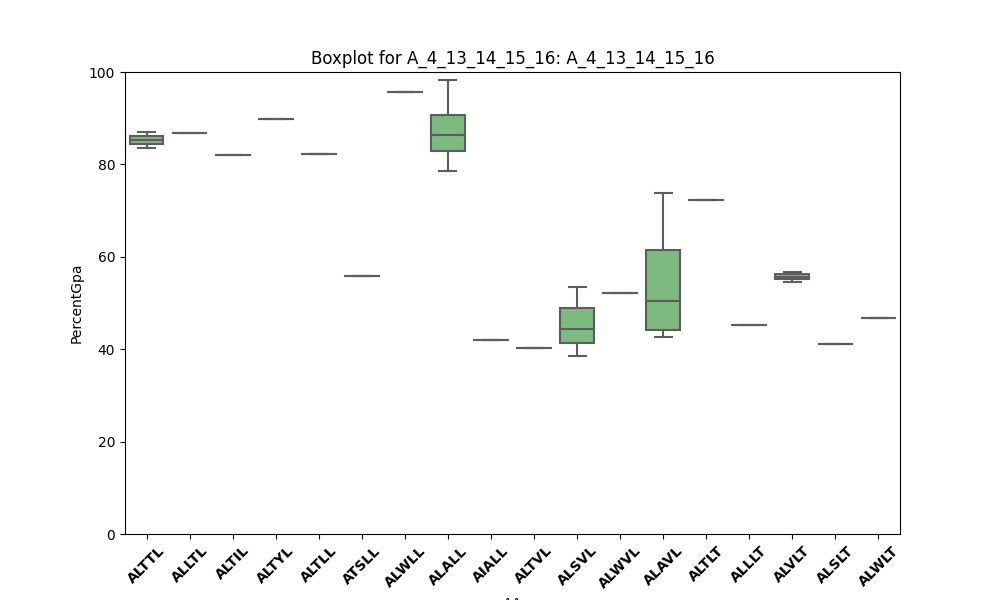 Boxplot for A_4_13_14_15_16: A_4_13_14_15_16
100
80
60
40
20
0
PercentGpa
ALTTL ALLTL ALTIL ALTYL ALTLL ATSLL ALWLL ALALL AIALL ALTVL ALSVL ALWVL ALAVL ALTLT ALLLT ALVLT ALSLT ALWLT